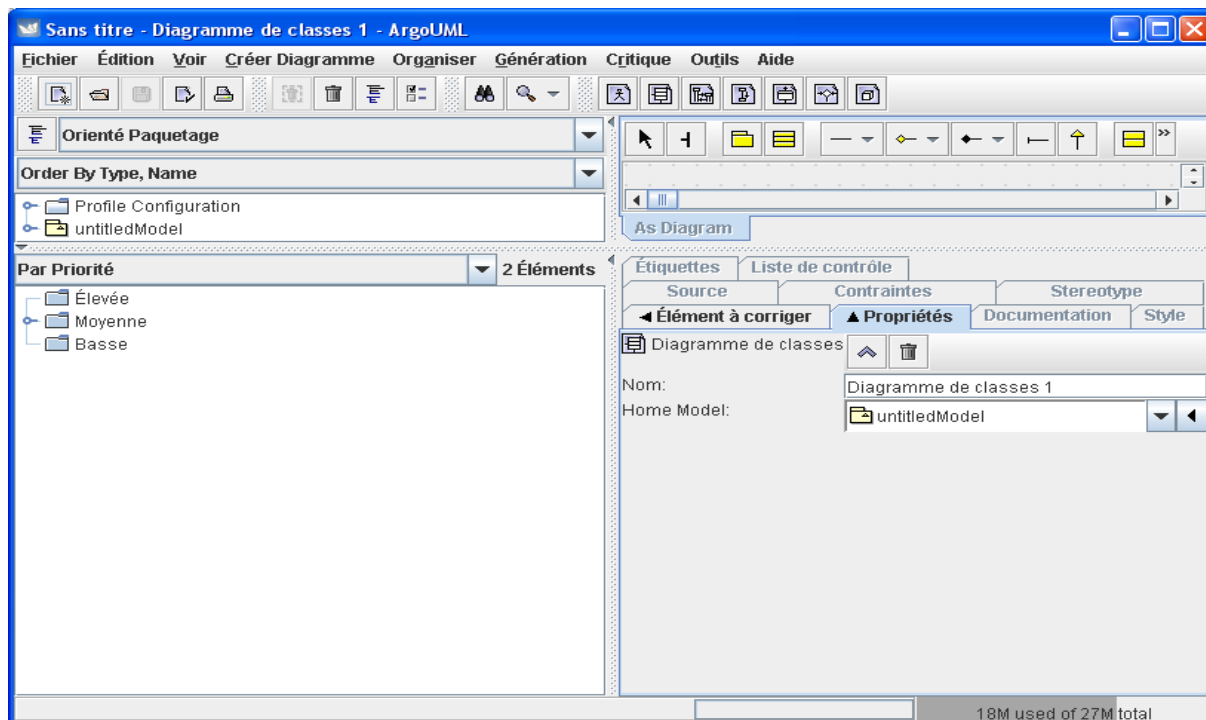 Sans titre - Diagramme de classes 1 - ArgoUML
Fichier Édition Voir Créer Diagramme Organiser Génération Critique Outils Aide
Orienté Paquetage
Order By Type, Name
Profile Configuration
untitledModel
As Diagram
Par Priorité 2 Éléments
Élevée
Moyenne
Basse
Étiquettes Liste de contrôle
Source Contraintes Stereotype
Élément à corriger Propriétés Documentation Style
Diagramme de classes
Nom: Diagramme de classes 1
Home Model: untitledModel
18M used of 27M total